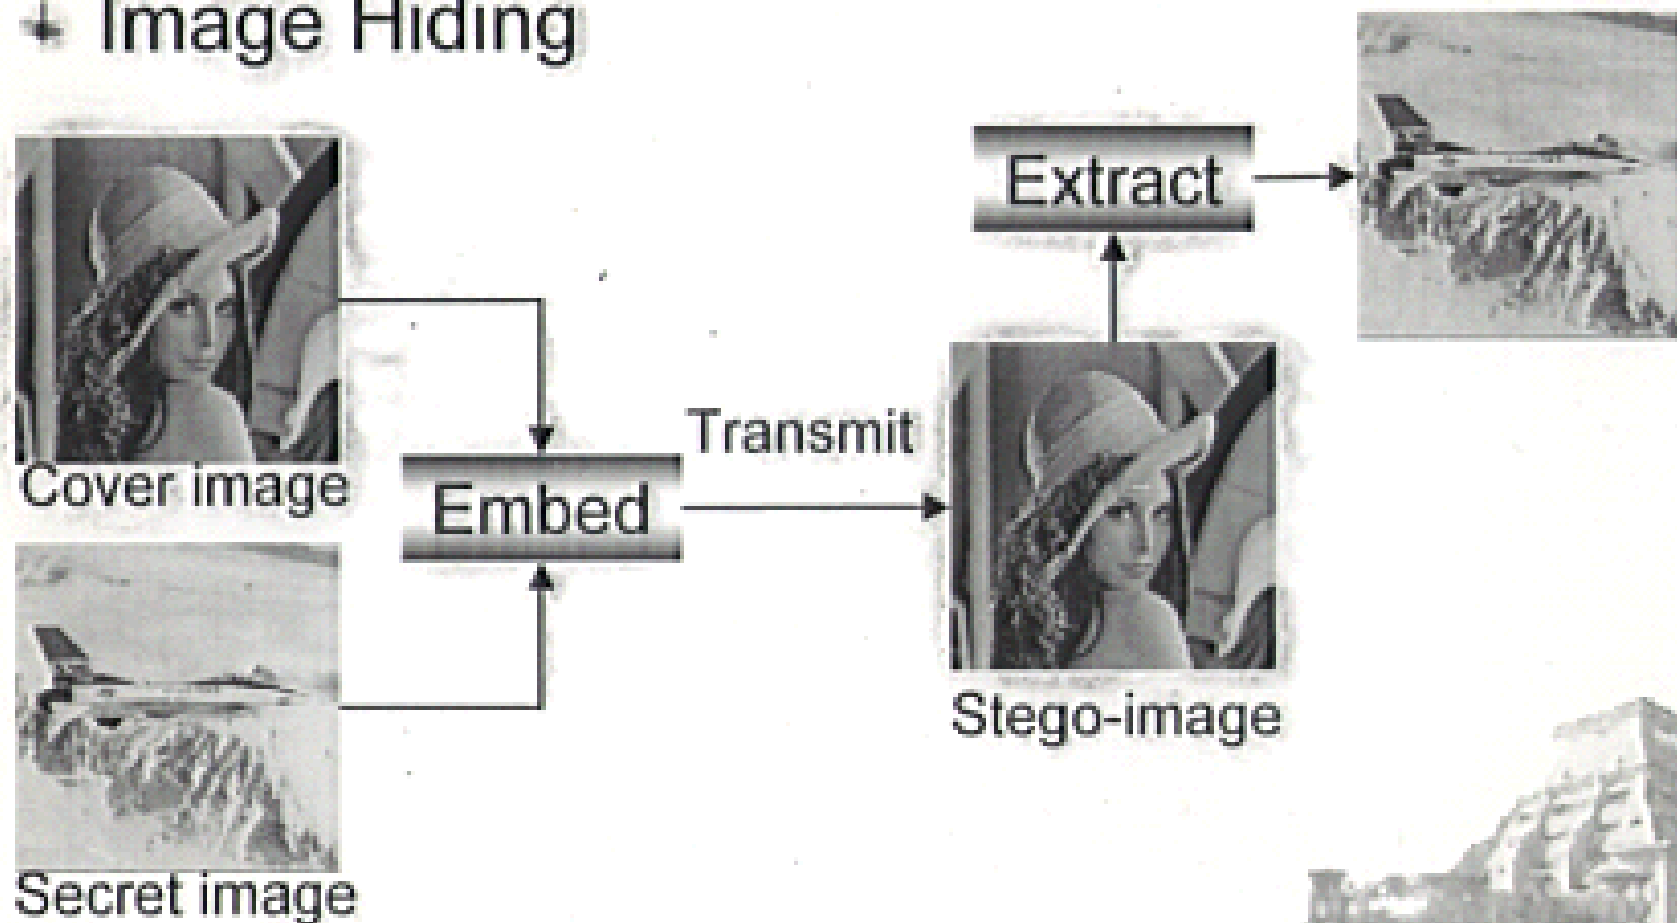 + Image Hiding
Extract
Transmit
Cover image
Embed
Stego-image
Secret image